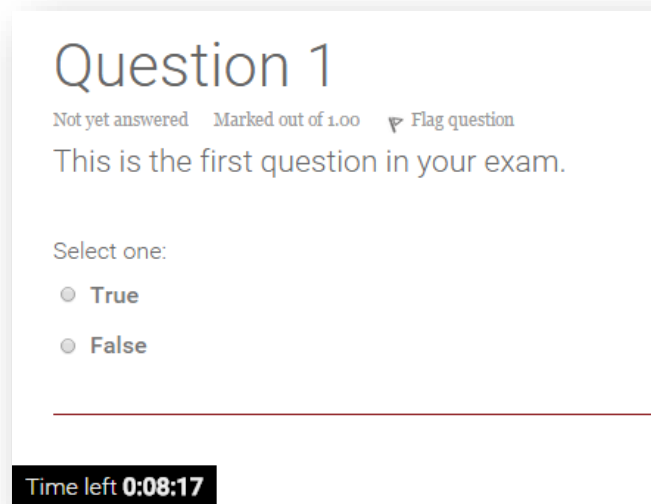 Question 1
Not yet answered Marked out of 1.00 Flag question
This is the first question in your exam.
Select one:
True
False
Time left 0:08:17